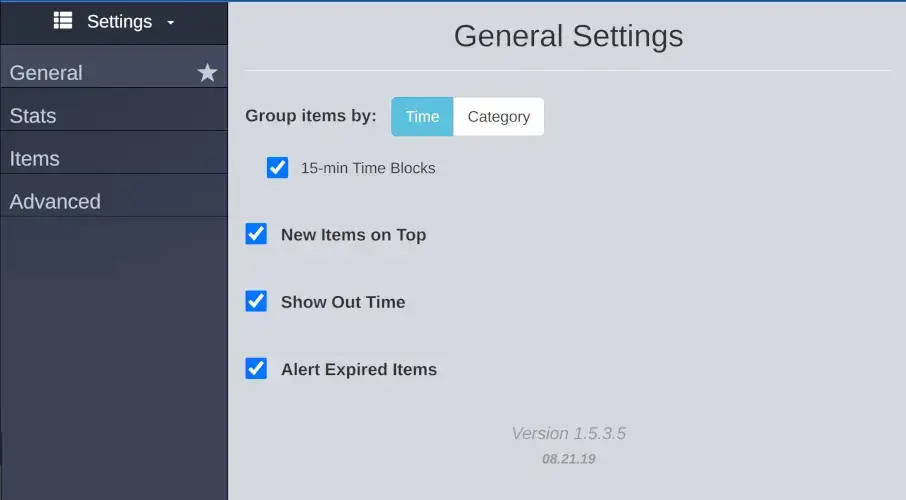 Settings
General
Stats
Items
Advanced
General Settings
Group items by: Time Category
15-min Time Blocks
New Items on Top
Show Out Time
Alert Expired Items
Version 1.5.3.5
08.21.19